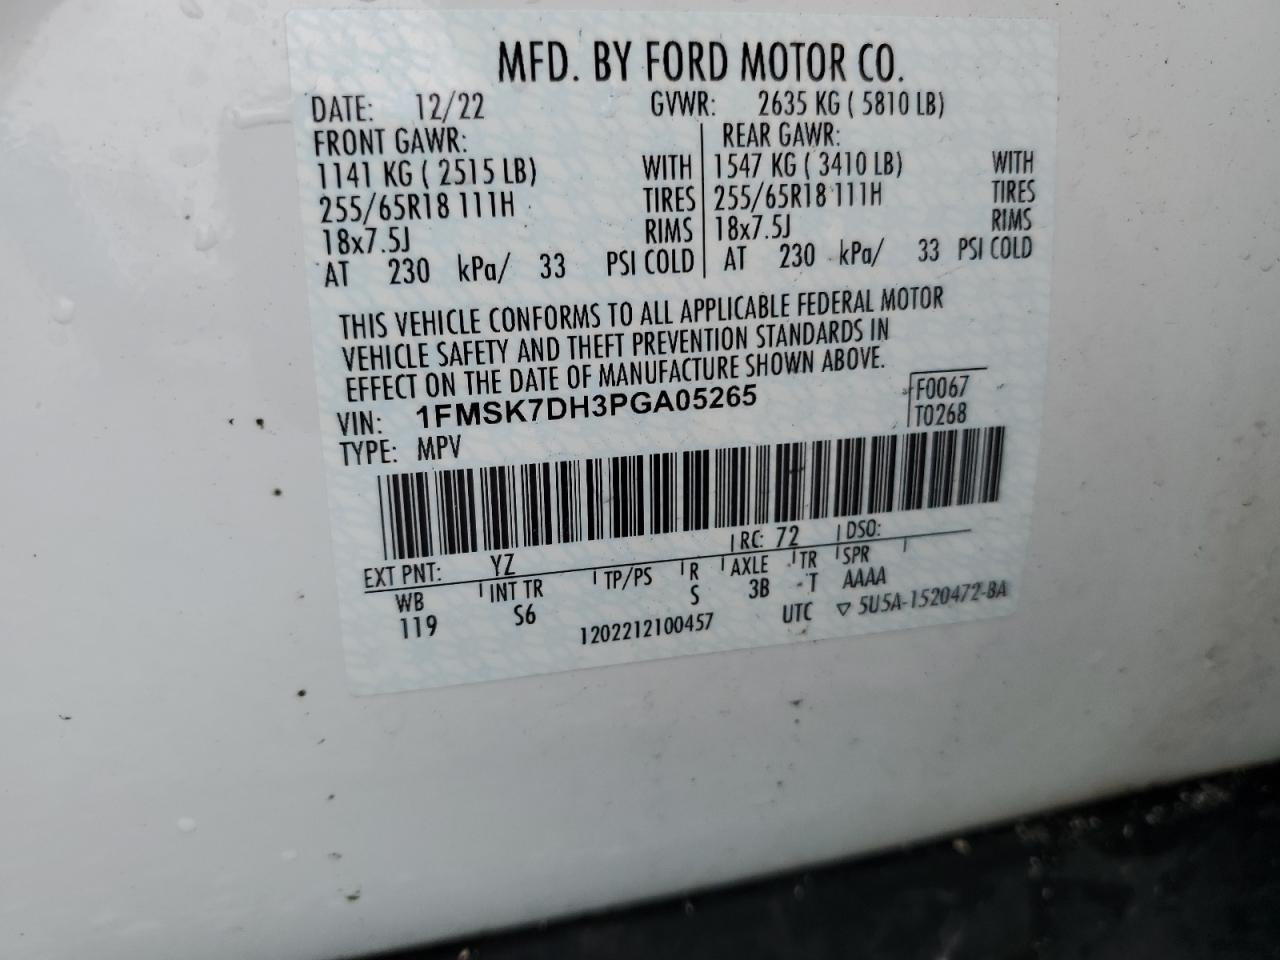 MFD. BY FORD MOTOR CO.
DATE: 12/22 GVWR: 2635 KG ( 5810 LB)
FRONT GAWR: REAR GAWR:
1141 KG ( 2515 LB) WITH 1547 KG ( 3410 LB) WITH
255/65R18 111H TIRES 255/65R18 111H TIRES
18x7.5J RIMS 18x7.5J RIMS
AT 230 kPa/ 33 PSI COLD AT 230 kPa/ 33 PSI COLD
THIS VEHICLE CONFORMS TO ALL APPLICABLE FEDERAL MOTOR
VEHICLE SAFETY AND THEFT PREVENTION STANDARDS IN
EFFECT ON THE DATE OF MANUFACTURE SHOWN ABOVE.
VIN: 1FMSK7DH3PGA05265 F0067
TYPE: MPV T0268
EXT PNT: YZ RC: 72 DSO:
WB INT TR TP/PS R AXLE TR SPR
119 S6 S 3B T AAAA
1202212100457 UTC ▽ 5U5A-1520472-BA